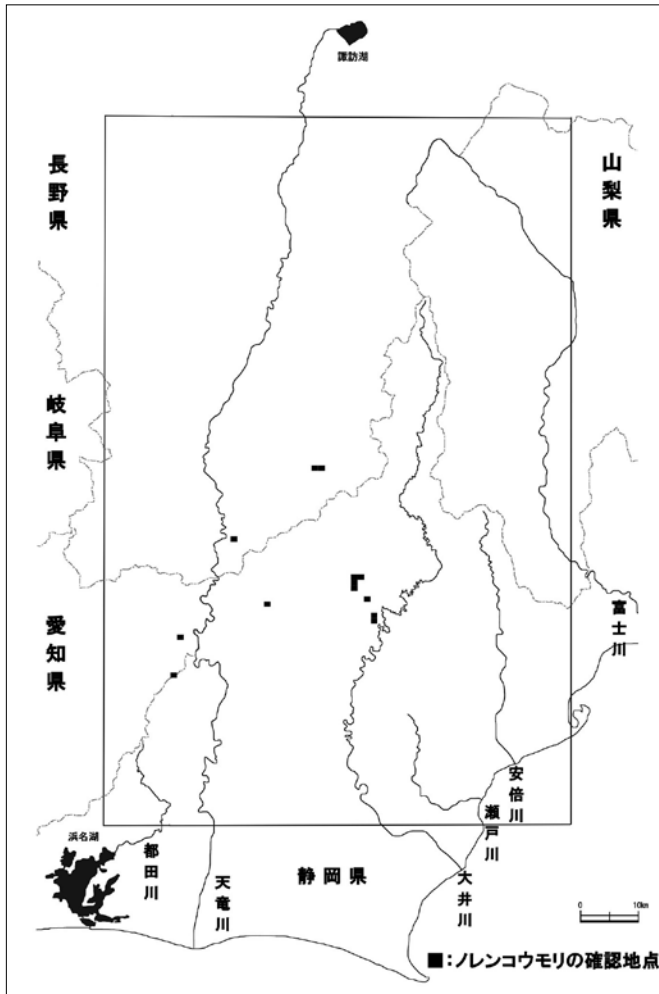 諏訪湖
長野県
山梨県
岐阜県
愛知県
富士川
安倍川
瀬戸川
浜名湖
都田川
天竜川
静岡県
大井川
0 10km
■:ノレンコウモリの確認地点